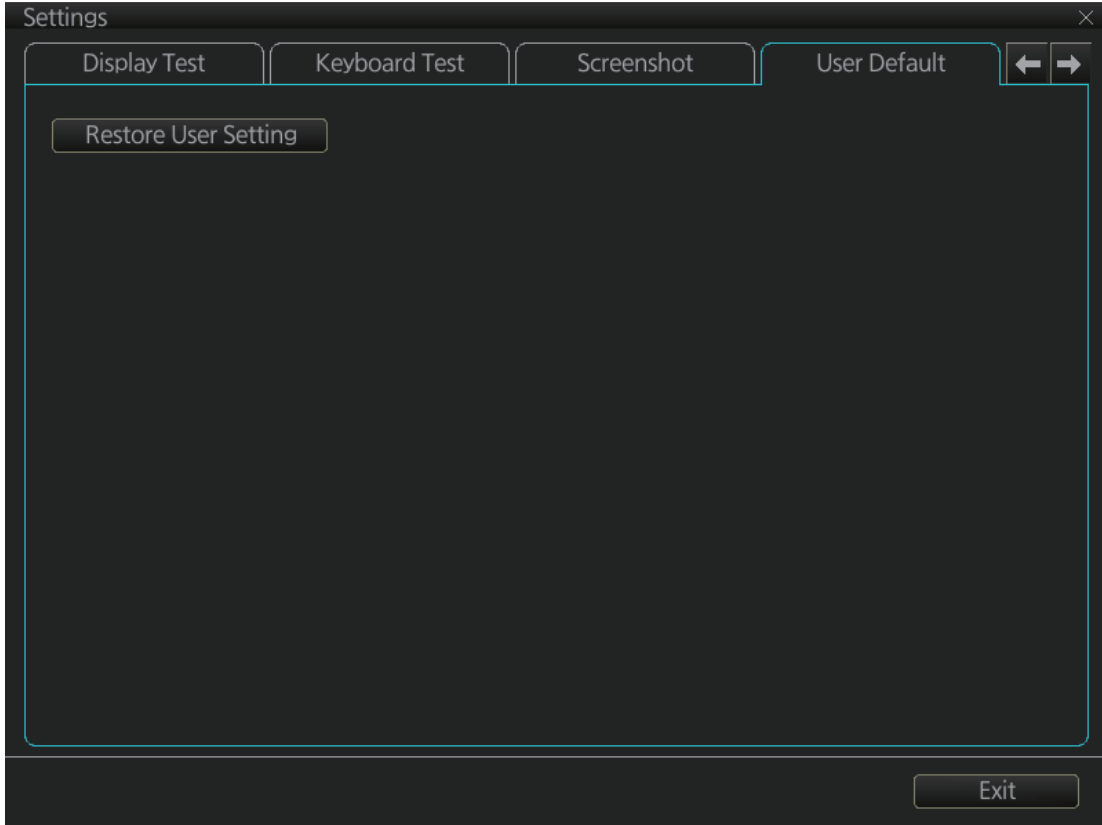 Settings
Display Test
Keyboard Test
Screenshot
User Default
Restore User Setting
Exit